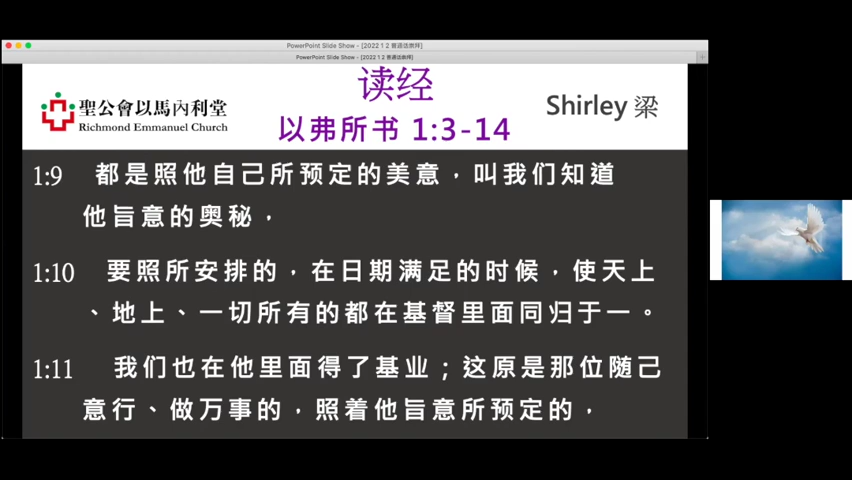 PowerPoint Slide Show - [2022 1 2 普通话崇拜]
PowerPoint Slide Show - [2022 1 2 普通话崇拜]
读经
聖公會以馬內利堂
Richmond Emmanuel Church
以弗所书 1:3-14
Shirley 梁
1:9 都是照他自己所预定的美意，叫我们知道
他旨意的奥秘，
1:10 要照所安排的，在日期满足的时候，使天上
、地上、一切所有的都在基督里面同归于一。
1:11 我们也在他里面得了基业；这原是那位随己
意行、做万事的，照着他旨意所预定的，